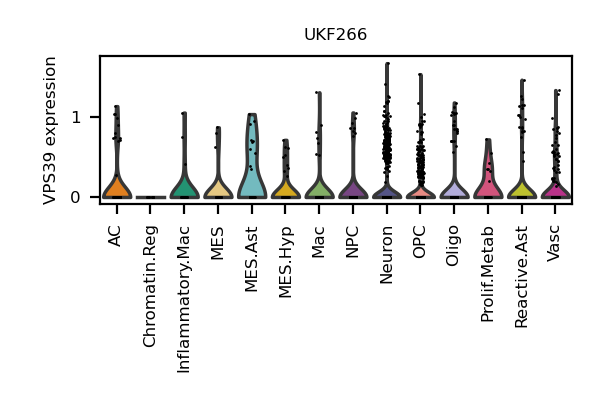 UKF266
VPS39 expression
1
0
AC
Chromatin.Reg
Inflammatory.Mac
MES
MES.Ast
MES.Hyp
Mac
NPC
Neuron
OPC
Oligo
Prolif.Metab
Reactive.Ast
Vasc